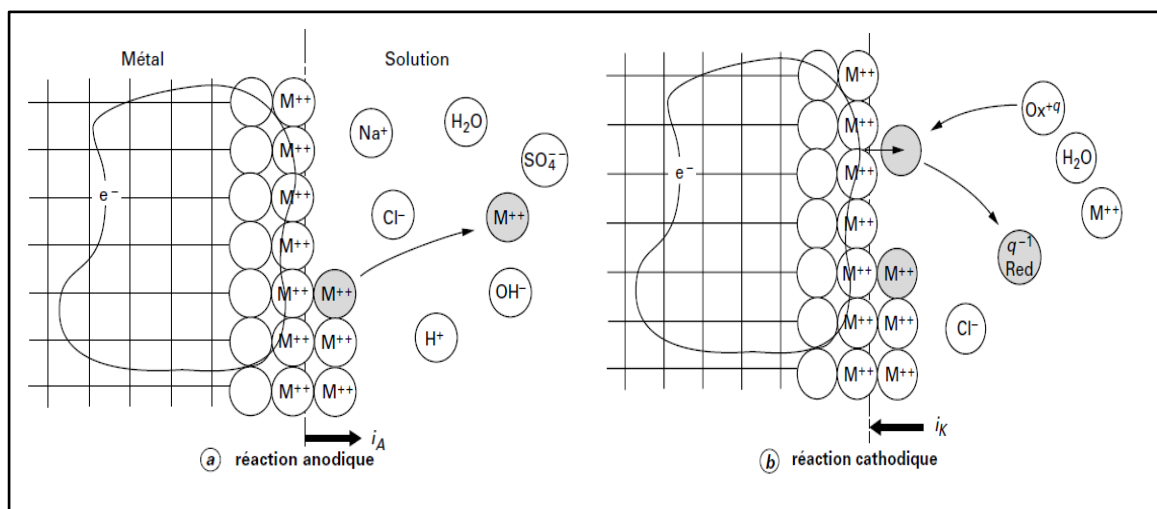 Métal Solution
M++
M++
Na+
H2O
SO4--
M++
e-
Cl-
M++
M++
M++
M++
M++
OH-
M++
M++
H+
M++
M++
iA
a réaction anodique
M++
Ox+q
M++
H2O
M++
e-
M++
M++
q-1
Red
M++
M++
M++
M++
Cl-
M++
M++
iK
b réaction cathodique